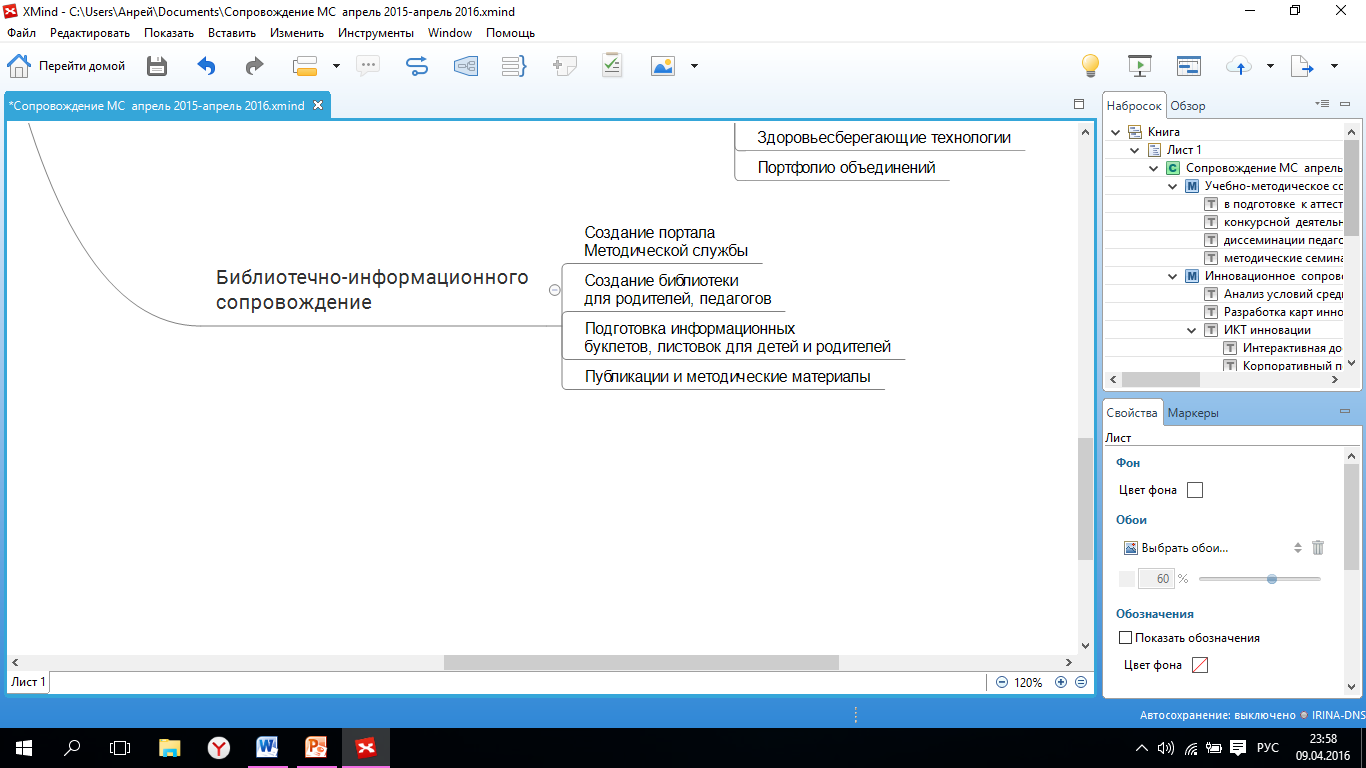 XMind - C:\Users\Анрей\Documents\Сопровождение МС  апрель 2015-апрель 2016.xmind
Файл Редактировать Показать Вставить Изменить Инструменты Window Помощь
Перейти домой
*Сопровождение МС  апрель 2015-апрель 2016.xmind
Здоровьесберегающие технологии
Портфолио объединений
Создание портала
Методической службы
Библиотечно-информационного
сопровождение
Создание библиотеки
для родителей, педагогов
Подготовка информационных
буклетов, листовок для детей и родителей
Публикации и методические материалы
Лист 1
120%
Набросок Обзор
Книга
Лист 1
C Сопровождение МС  апрель
M Учебно-методическое со
T в подготовке  к аттест
T конкурсной  деятельн
T диссеминации педаго
T методические семина
M Инновационное  сопрово
T Анализ условий сред
T Разработка карт инно
T ИКТ инновации
T Интерактивная до
T Корпоративный п
Свойства Маркеры
Лист
Фон
Цвет фона
Обои
Выбрать обои...
60 %
Обозначения
Показать обозначения
Цвет фона
Автосохранение: выключено IRINA-DNS
РУС
23:58
09.04.2016